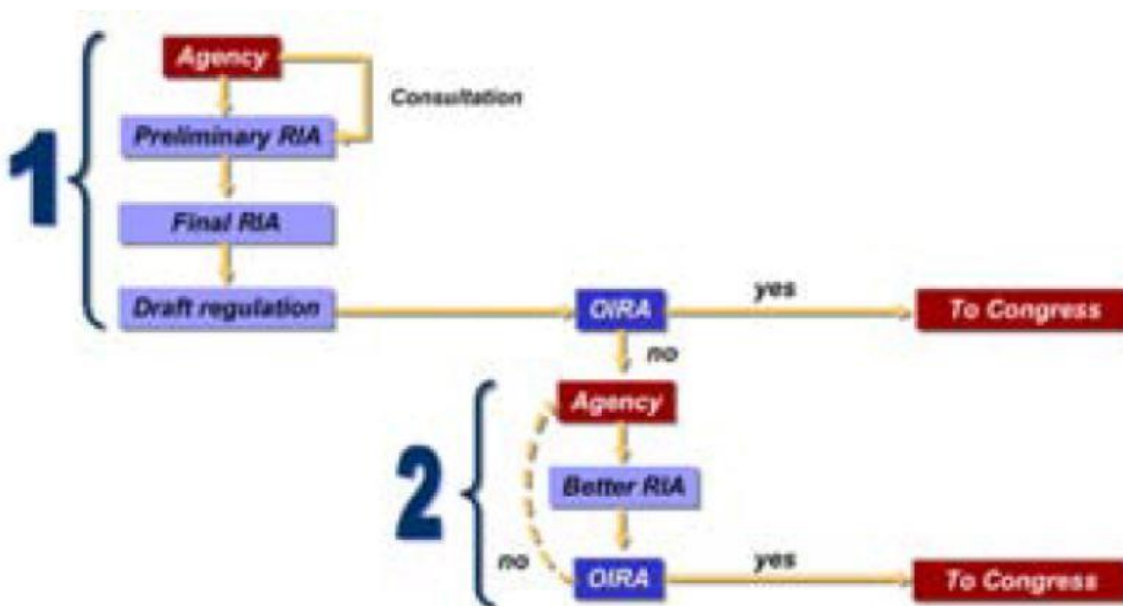 Agency
Consultation
Preliminary RIA
1
Final RIA
Draft regulation
OIRA
yes
To Congress
no
Agency
2
Better RIA
no
OIRA
yes
To Congress